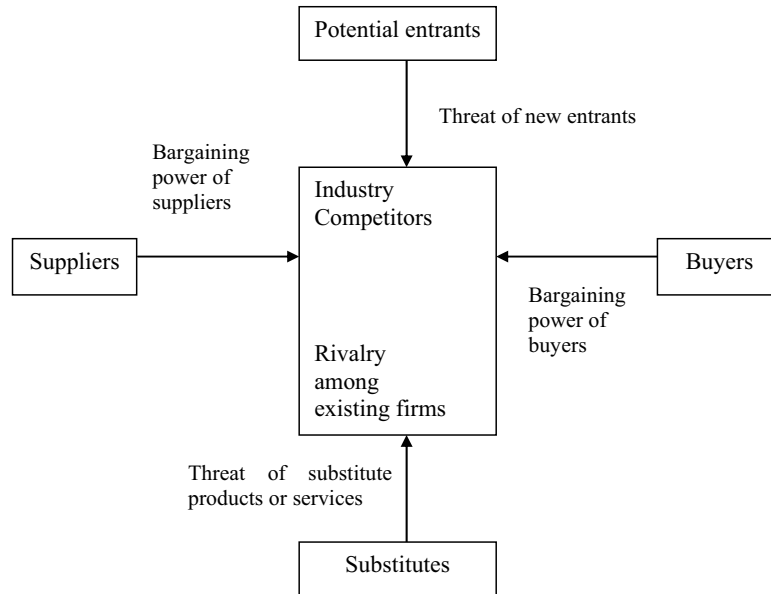 Potential entrants
Threat of new entrants
Bargaining
power of
suppliers
Industry
Competitors
Suppliers
Buyers
Bargaining
power of
buyers
Rivalry
among
existing firms
Threat of substitute
products or services
Substitutes